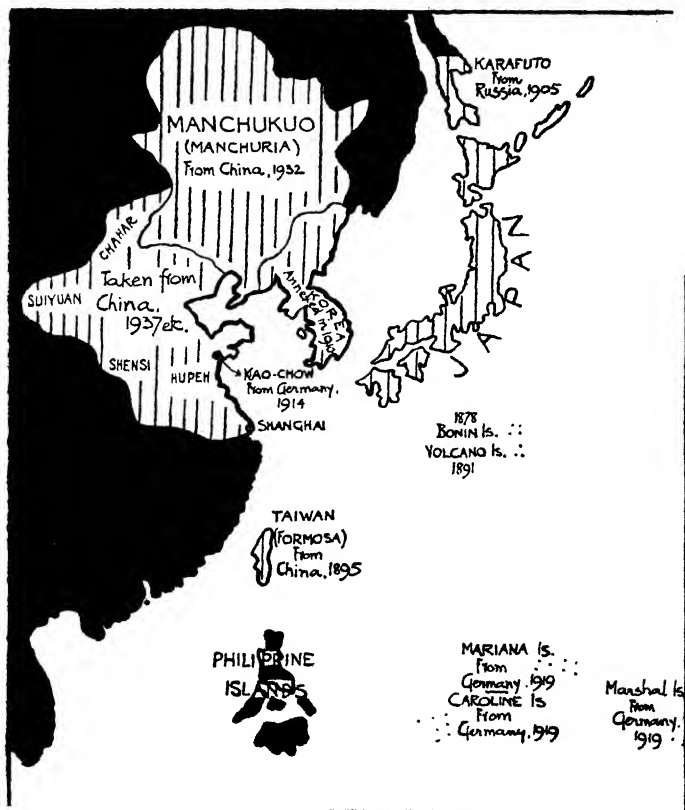 KARAFUTO
From
Russia, 1905
MANCHUKUO
(MANCHURIA)
From China, 1932
CHAHAR
SUIYUAN
Taken from
China,
1937 etc.
KOREA
Annexed in 1910
JAPAN
SHENSI
HUPEH
KAO-CHOW
from Germany,
1914
SHANGHAI
1878
BONIN Is.
VOLCANO Is.
1891
TAIWAN
(FORMOSA)
From
China, 1895
PHILIPPINE
ISLANDS
MARIANA Is.
From
Germany, 1919
CAROLINE Is
From
Germany, 1919
Marshal Is
From
Germany,
1919